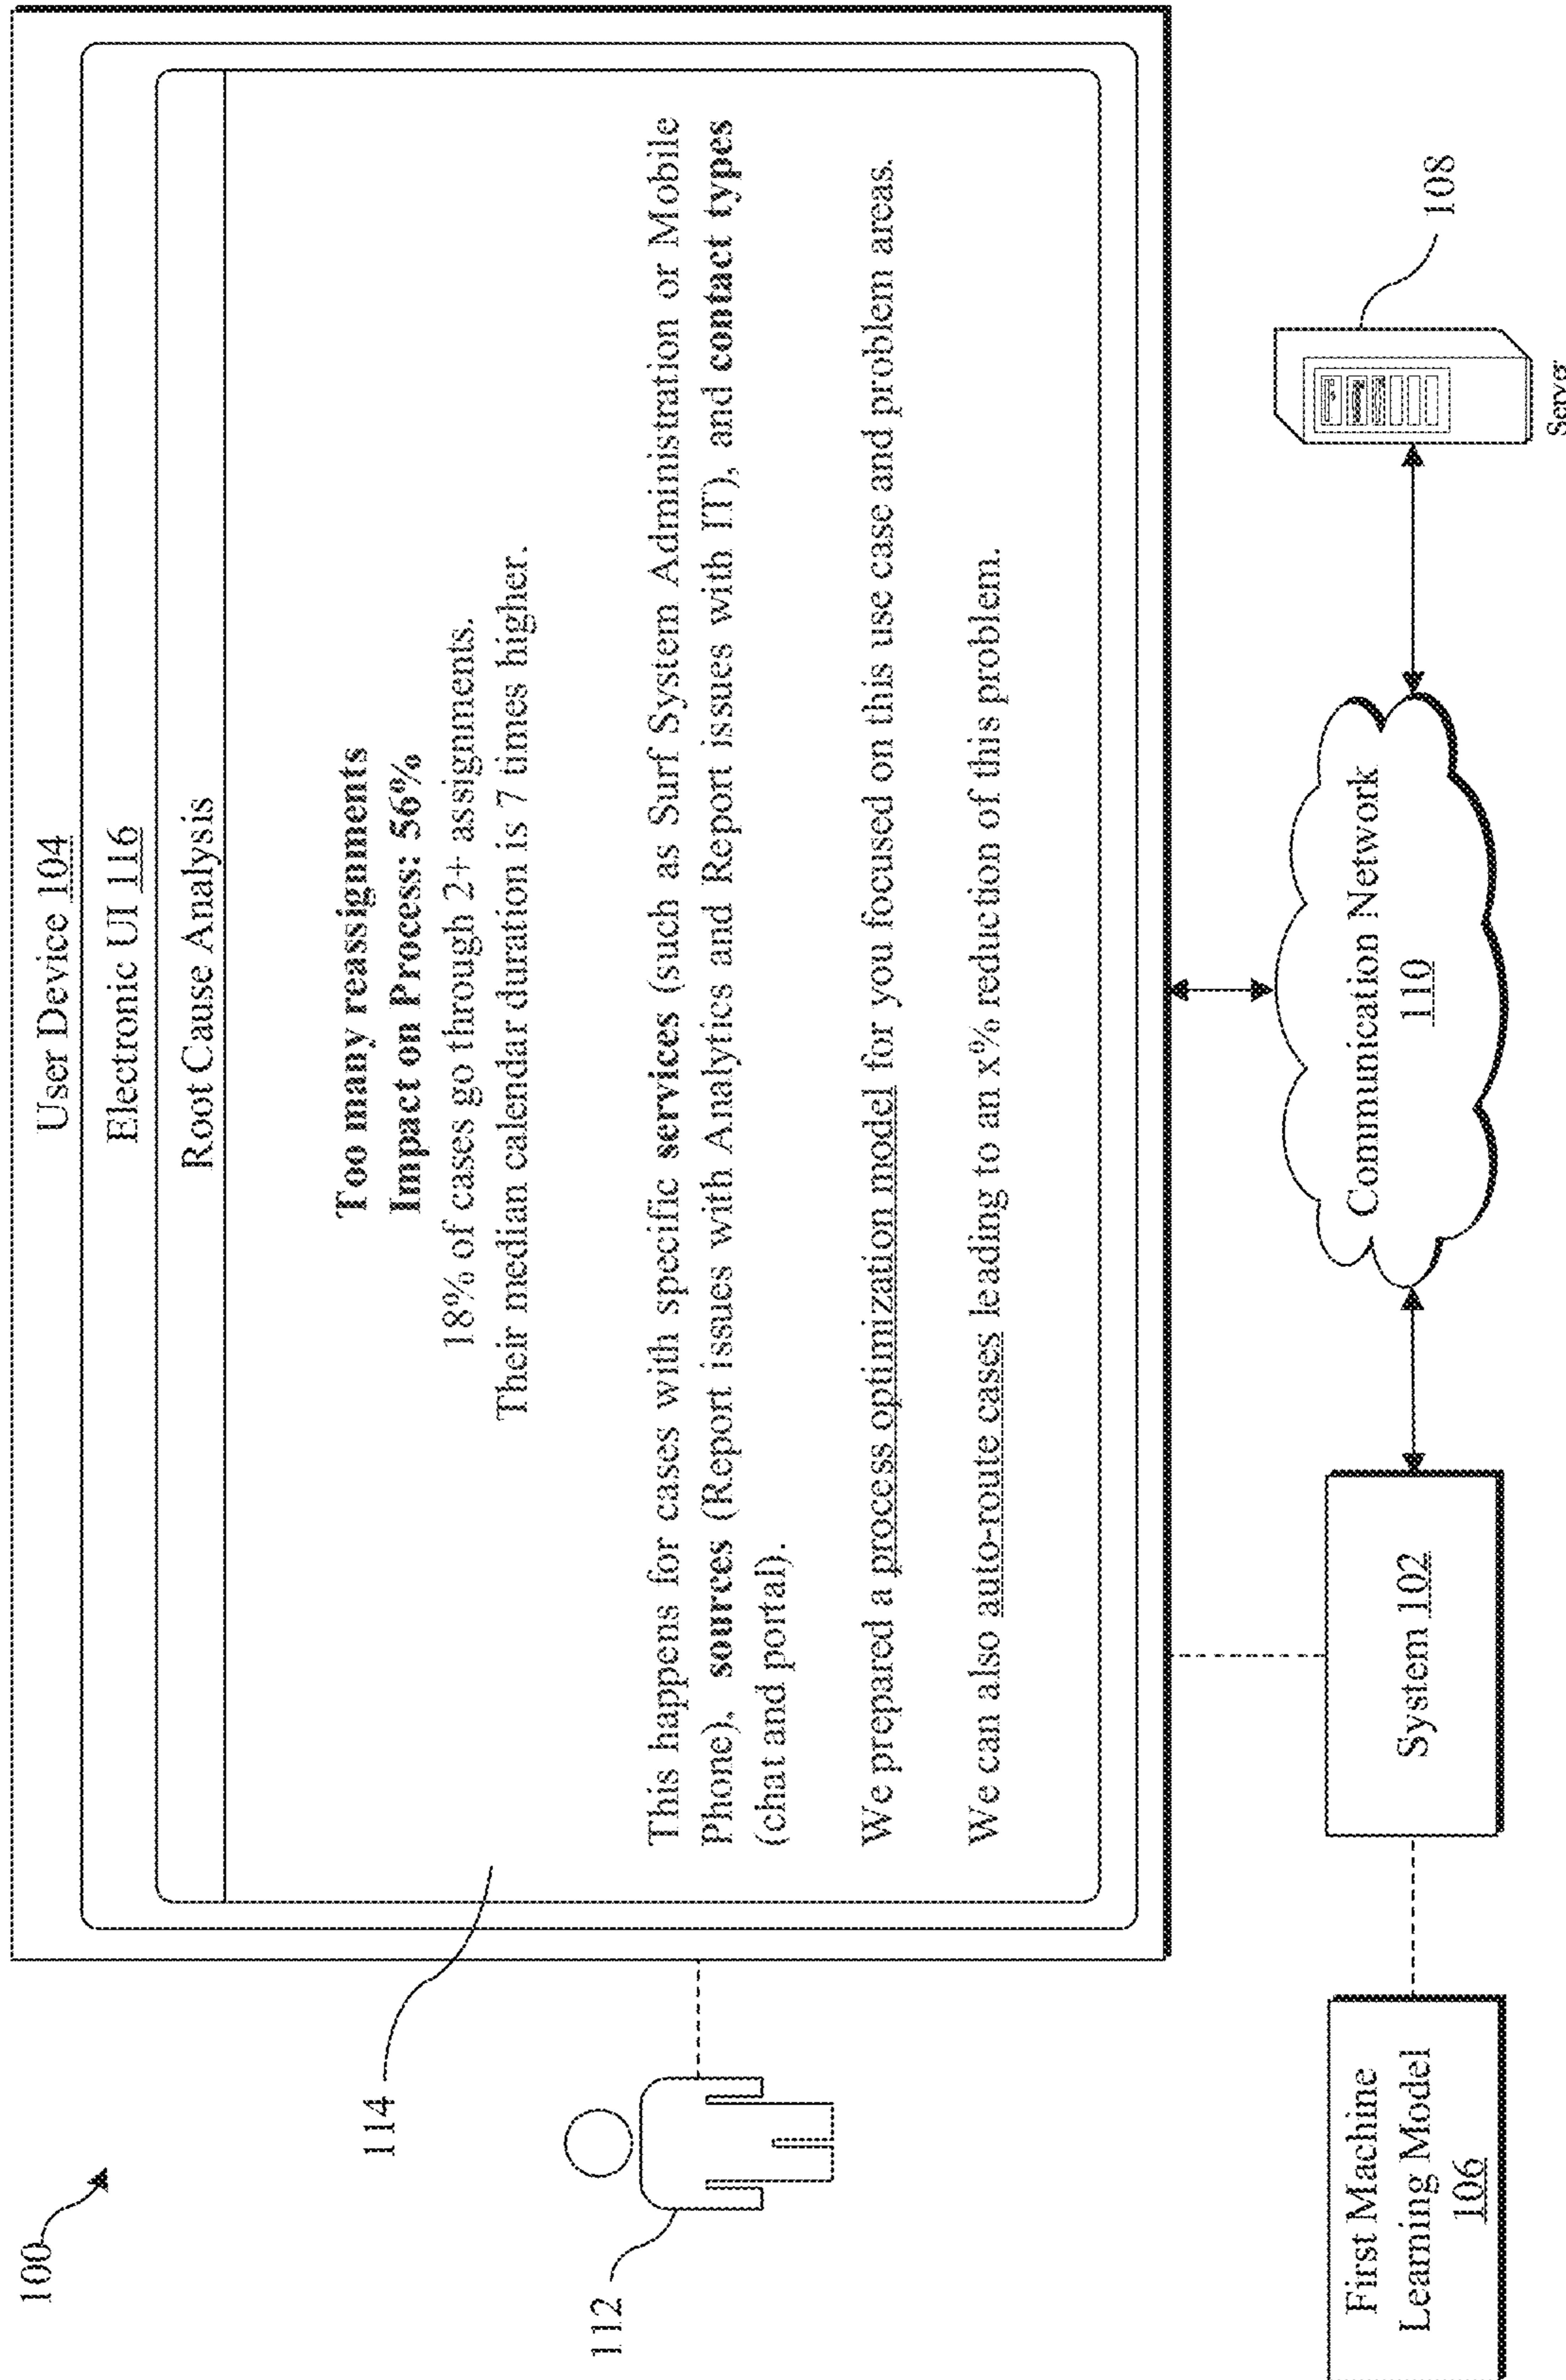 100
User Device 104
Electronic UI 116
Root Cause Analysis
Too many reassignments
Impact on Process: 56%
18% of cases go through 2+ assignments.
Their median calendar duration is 7 times higher.
This happens for cases with specific services (such as Surf System Administration or Mobile
Phone), sources (Report issues with Analytics and Report issues with IT), and contact types
(chat and portal).
We prepared a process optimization model for you focused on this use case and problem areas.
We can also auto-route cases leading to an x% reduction of this problem.
114
112
First Machine
Learning Model
106
System 102
Communication Network
110
108
Server